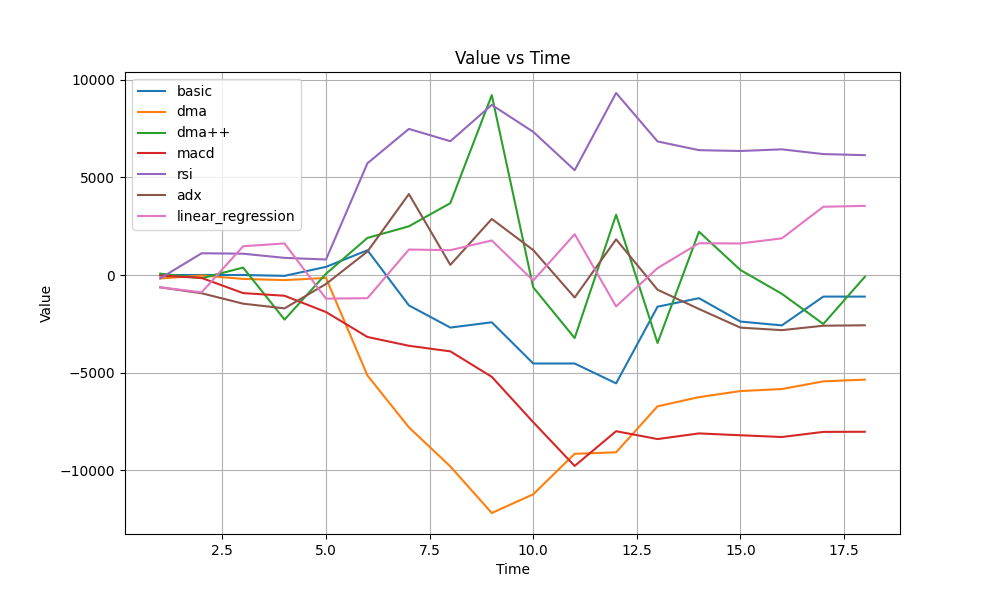 Value vs Time
10000
5000
0
−5000
−10000
Value
basic
dma
dma++
macd
rsi
adx
linear_regression
2.5 5.0 7.5 10.0 12.5 15.0 17.5
Time